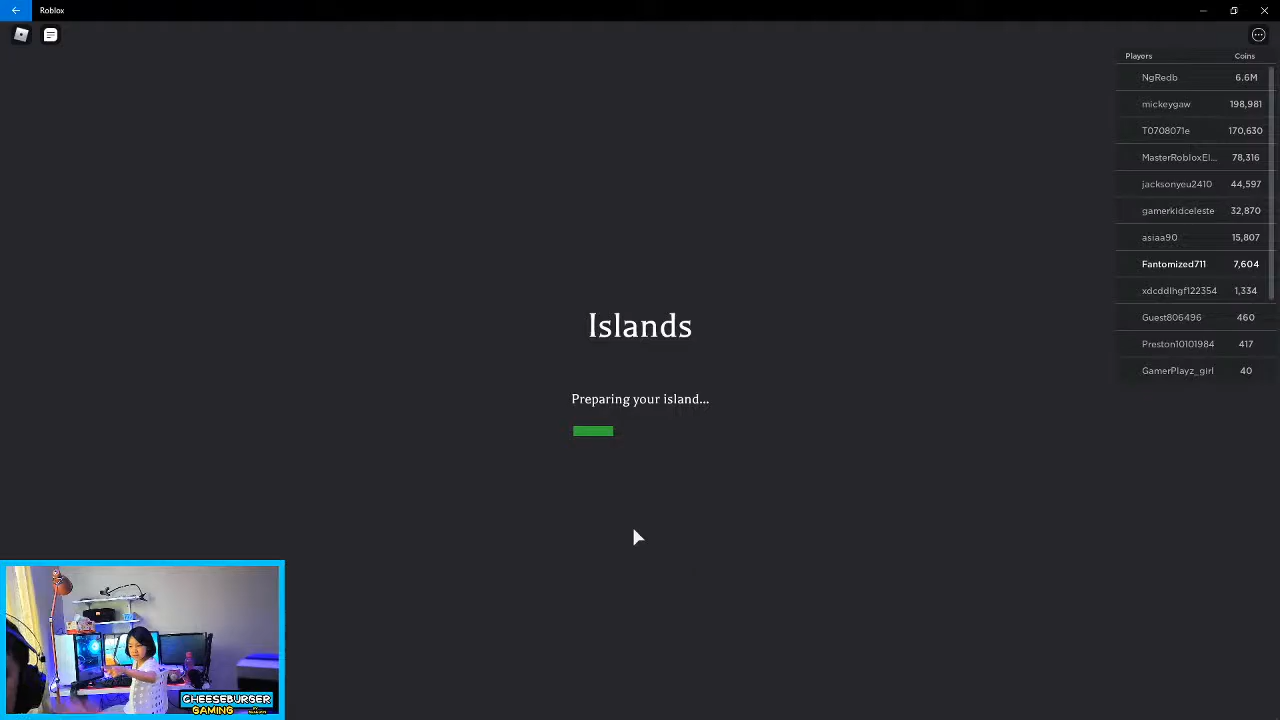 Roblox
Players Coins
NgRedb 6.6M
mickeygaw 198,981
T0708071e 170,630
MasterRobloxEl... 78,316
jacksonyeu2410 44,597
gamerkidceleste 32,870
asiaa90 15,807
Fantomized711 7,604
xdcddlhgf122354 1,334
Guest806496 460
Preston10101984 417
GamerPlayz_girl 40
Islands
Preparing your island...
CHEESEBURGER
GAMING